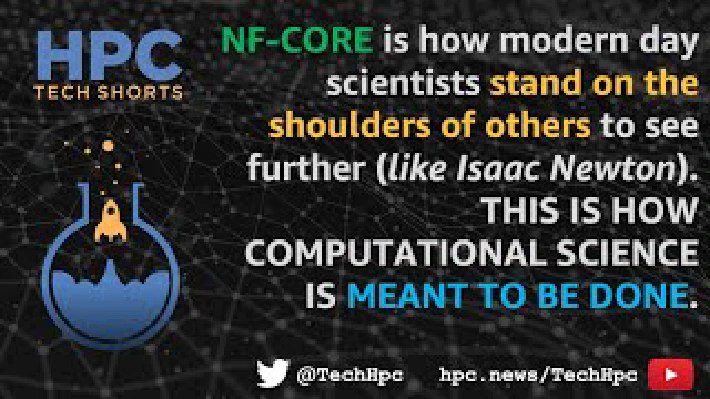 HPC
TECH SHORTS
NF-CORE is how modern day
scientists stand on the
shoulders of others to see
further (like Isaac Newton).
THIS IS HOW
COMPUTATIONAL SCIENCE
IS MEANT TO BE DONE.
@TechHpc
hpc.news/TechHpc